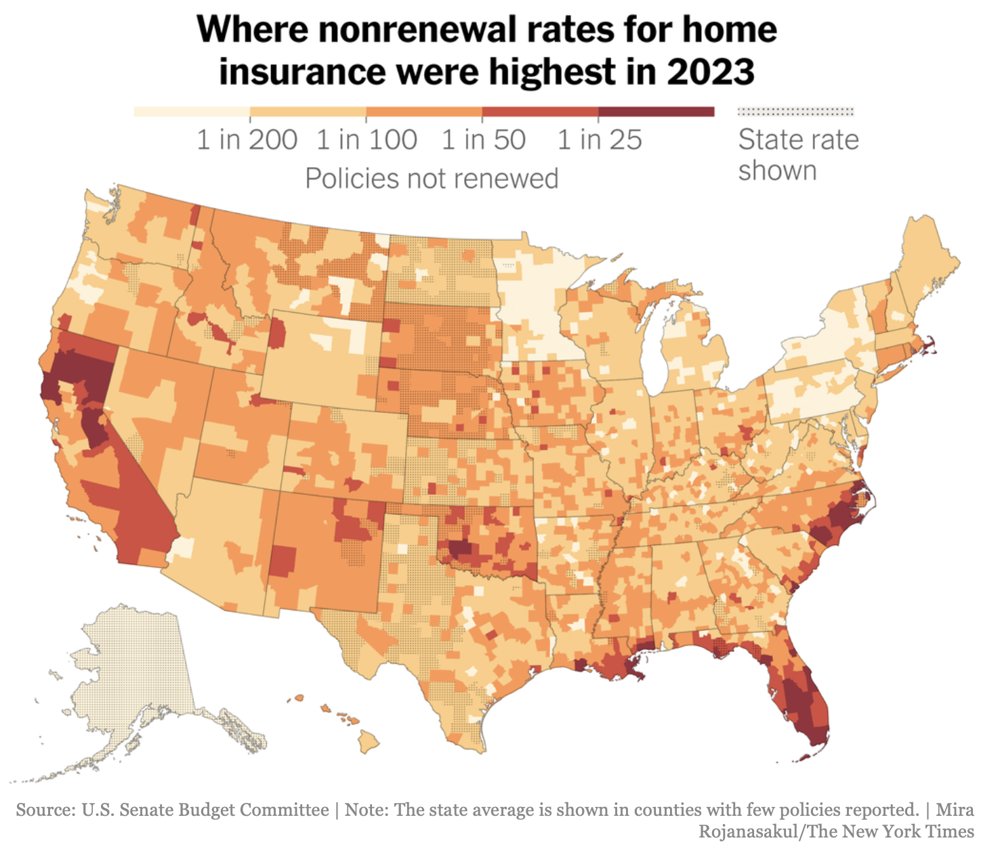 Where nonrenewal rates for home
insurance were highest in 2023
1 in 200 1 in 100 1 in 50 1 in 25
Policies not renewed
State rate
shown
Source: U.S. Senate Budget Committee | Note: The state average is shown in counties with few policies reported. | Mira
Rojanasakul/The New York Times